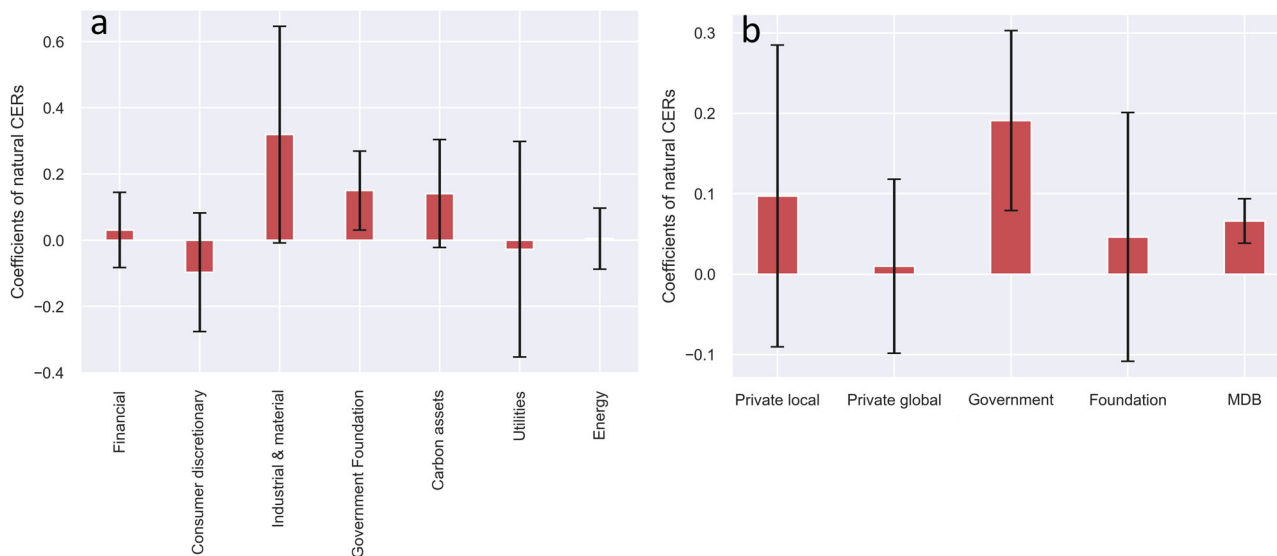 a
Coefficients of natural CERs
0.6
0.4
0.2
0.0
−0.2
−0.4
Financial
Consumer discretionary
Industrial & material
Government Foundation
Carbon assets
Utilities
Energy
b
Coefficients of natural CERs
0.3
0.2
0.1
0.0
−0.1
Private local
Private global
Government
Foundation
MDB